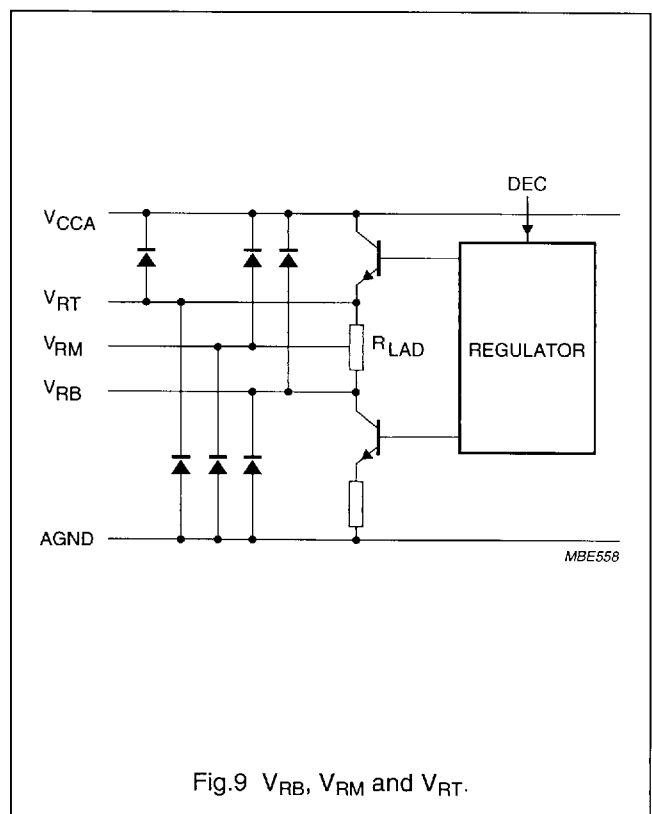 DEC
VCCA
VRT
VRM
RLAD
REGULATOR
VRB
AGND
MBE558
Fig.9 VRB, VRM and VRT.